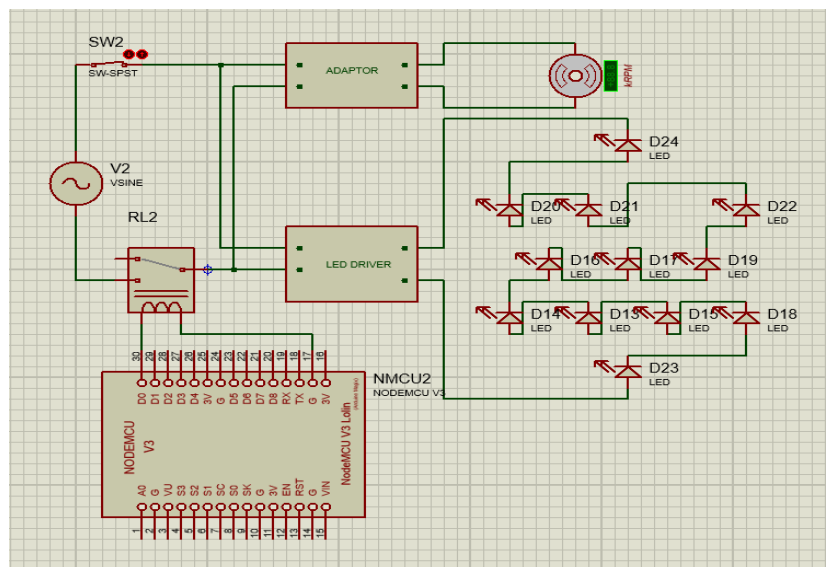 SW2
SW-SPST
ADAPTOR
kRPM
V2
VSINE
RL2
LED DRIVER
D24
LED
D20
LED
D21
LED
D22
LED
D16
LED
D17
LED
D19
LED
D14
LED
D13
LED
D15
LED
D18
LED
D23
LED
30 29 28 27 26 25 24 23 22 21 20 19 18 17 16
D0 D1 D2 D3 D4 3V G D5 D6 D7 D8 RX TX G 3V
NMCU2
NODEMCU V3
NODEMCU
V3
NodeMCU V3 Lolin
A0 G VU S3 S2 S1 SC S0 SK G 3V EN RST G VIN
1 2 3 4 5 6 7 8 9 10 11 12 13 14 15